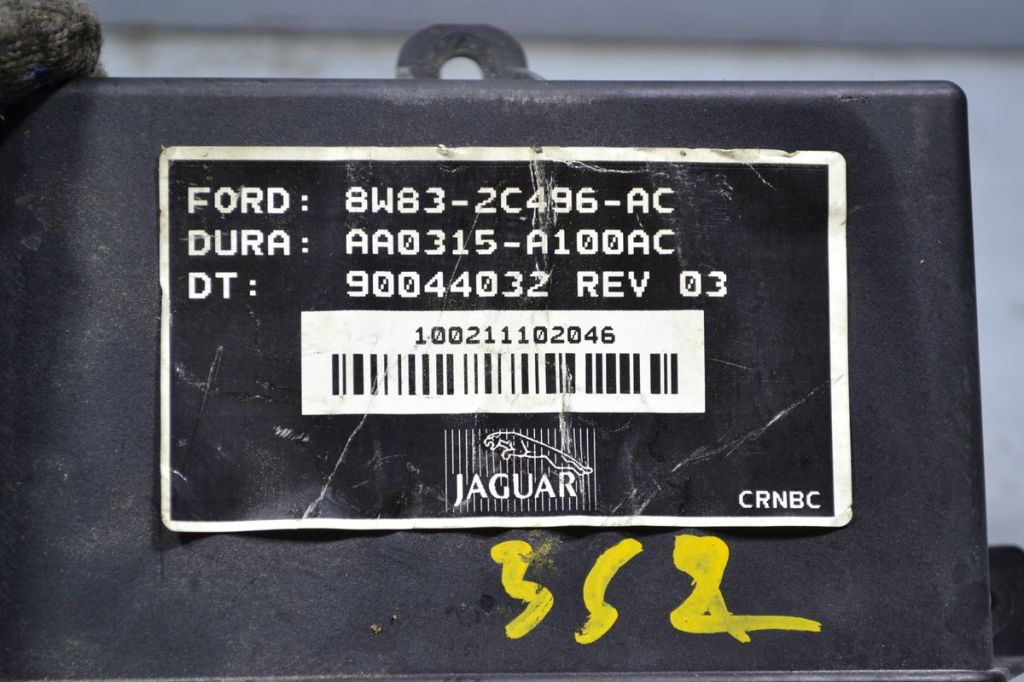 FORD: 8W83-2C496-AC
DURA: AA0315-A100AC
DT: 90044032 REV 03
100211102046
JAGUAR
CRNBC
352